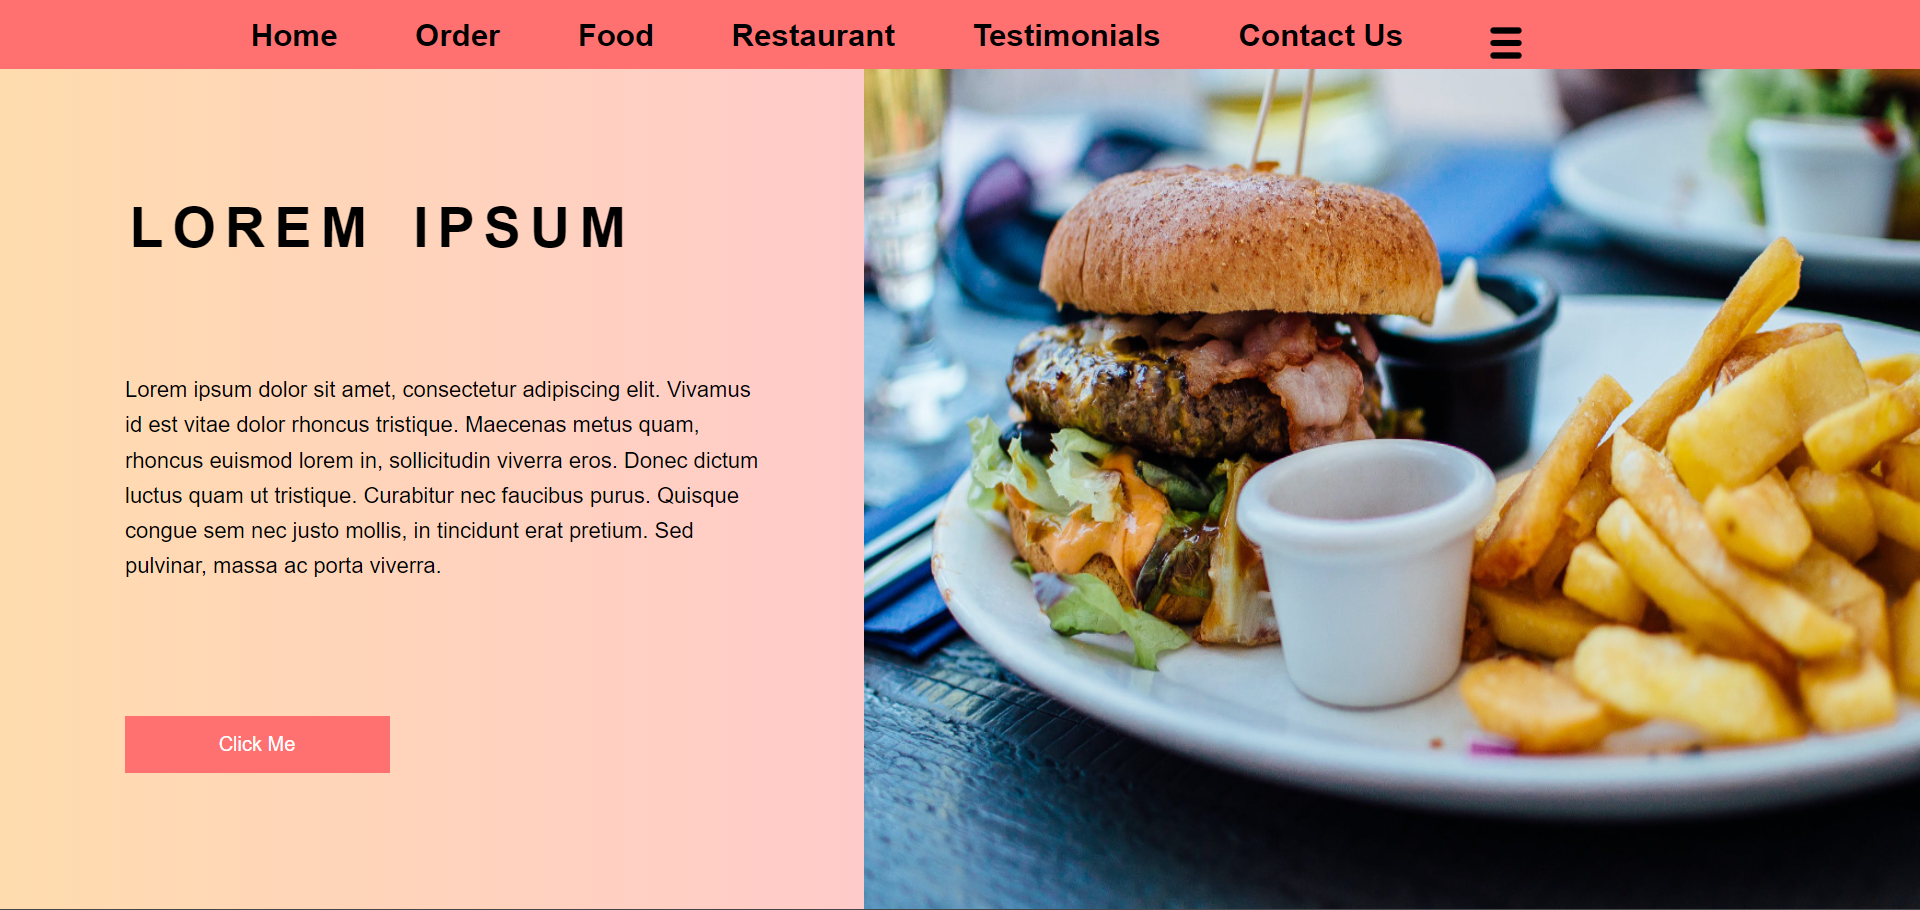 Home Order Food Restaurant Testimonials Contact Us
LOREM IPSUM
Lorem ipsum dolor sit amet, consectetur adipiscing elit. Vivamus
id est vitae dolor rhoncus tristique. Maecenas metus quam,
rhoncus euismod lorem in, sollicitudin viverra eros. Donec dictum
luctus quam ut tristique. Curabitur nec faucibus purus. Quisque
congue sem nec justo mollis, in tincidunt erat pretium. Sed
pulvinar, massa ac porta viverra.
Click Me